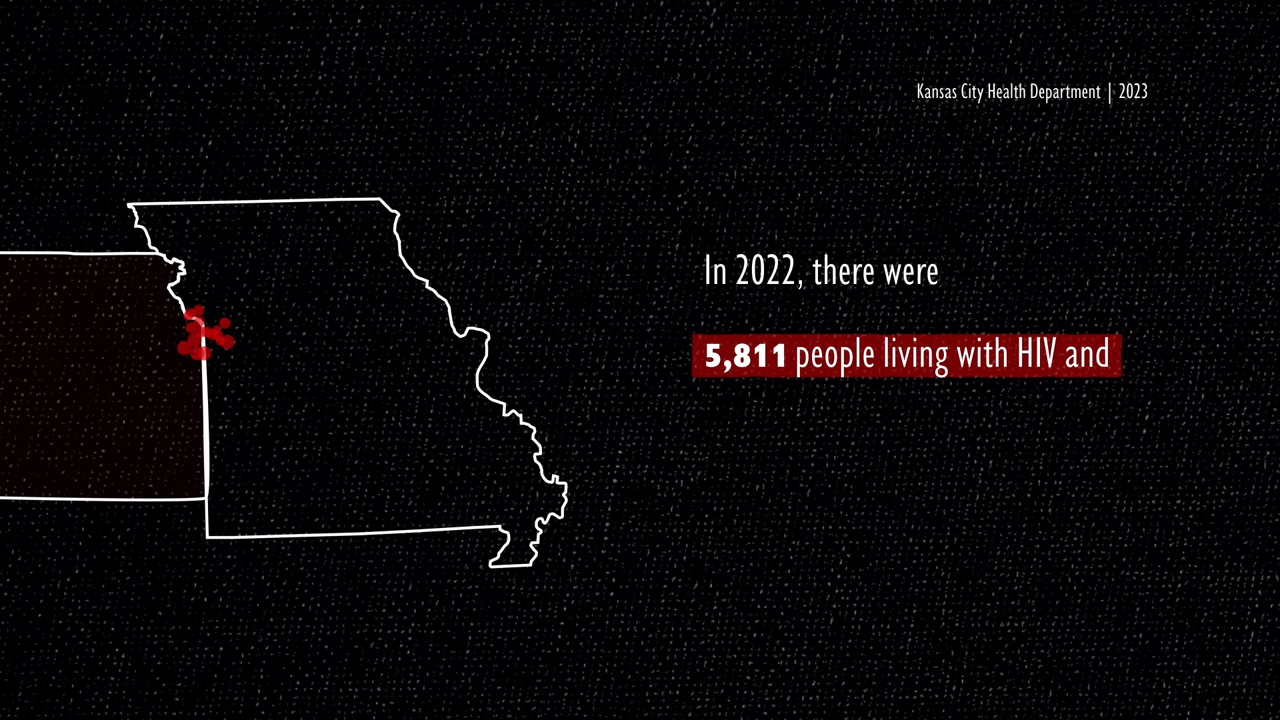 Kansas City Health Department | 2023
In 2022, there were
5,811 people living with HIV and